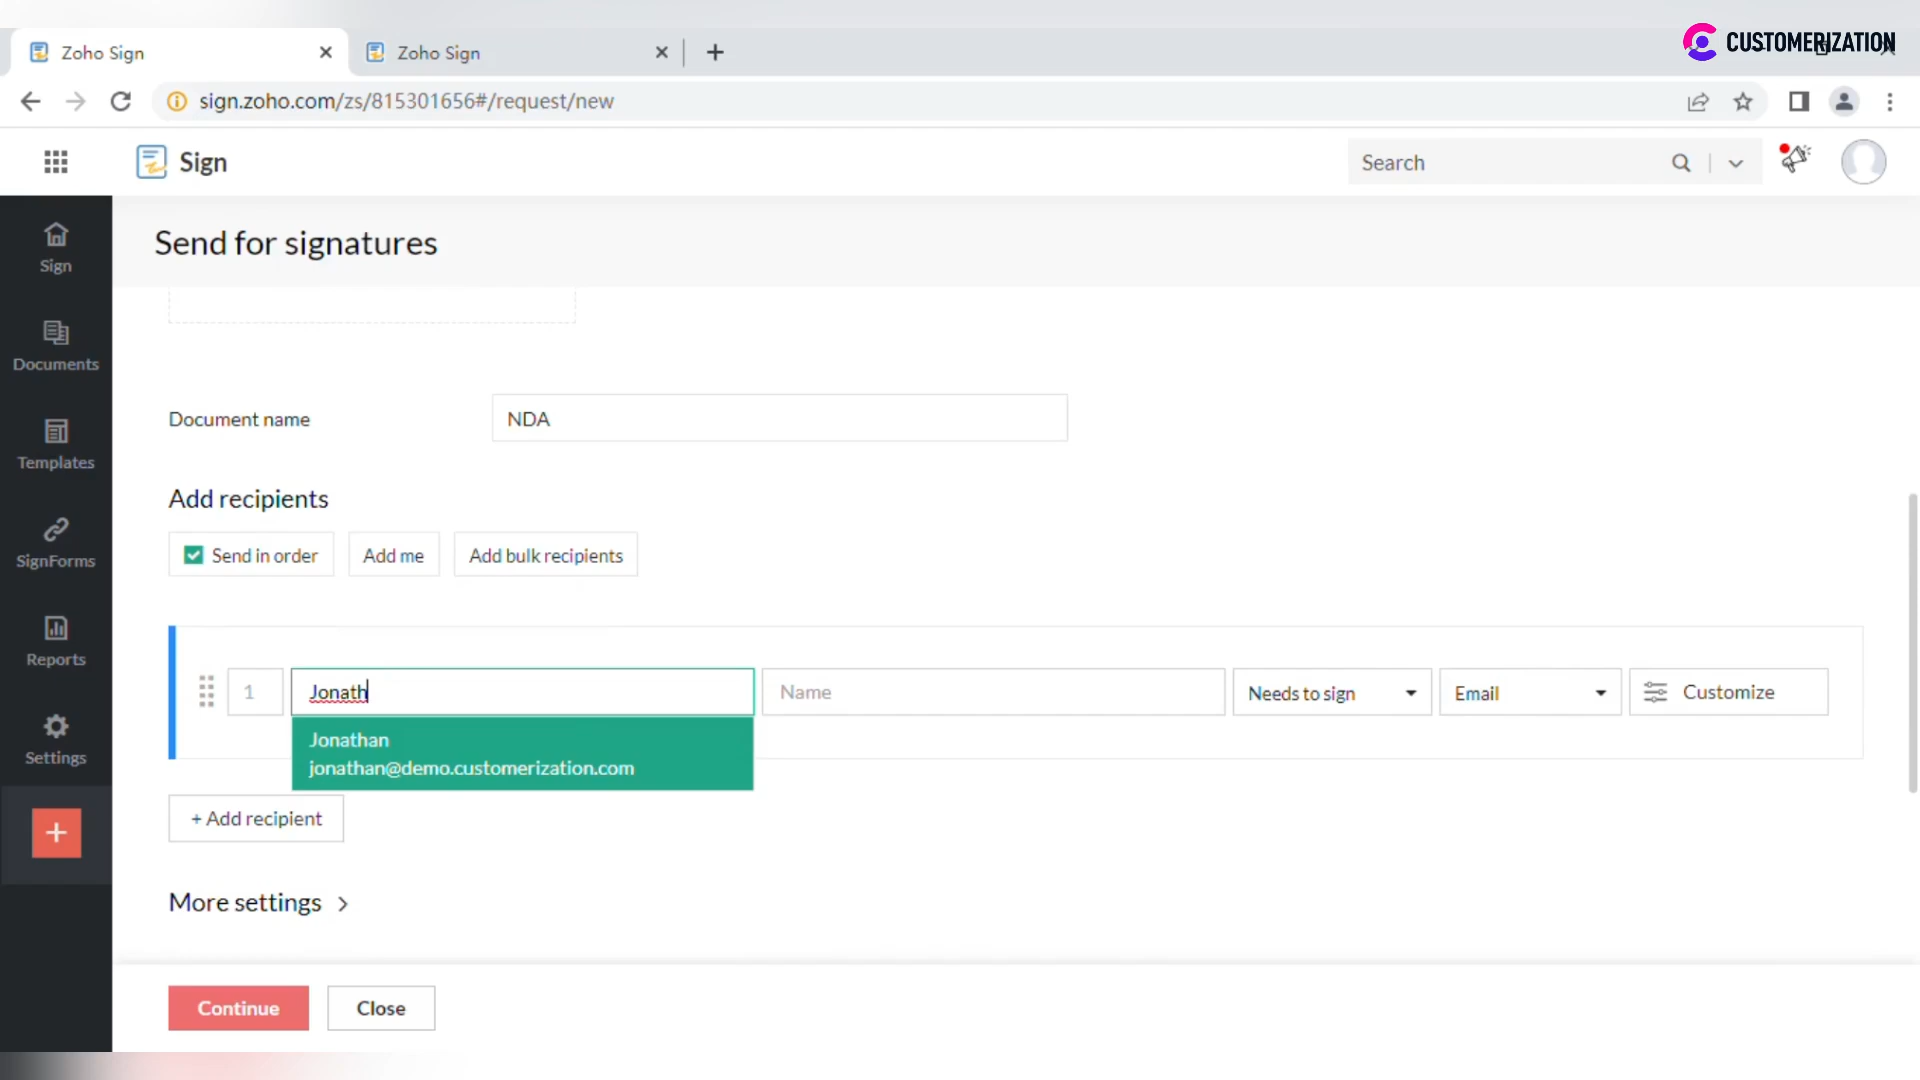 Zoho Sign
Zoho Sign
CUSTOMERIZATION
sign.zoho.com/zs/815301656#/request/new
Sign
Search
Send for signatures
Sign
Documents
Templates
SignForms
Reports
Settings
Document name
NDA
Add recipients
Send in order
Add me
Add bulk recipients
1
Jonath
Name
Needs to sign
Email
Customize
Jonathan
jonathan@demo.customerization.com
+ Add recipient
More settings
Continue
Close